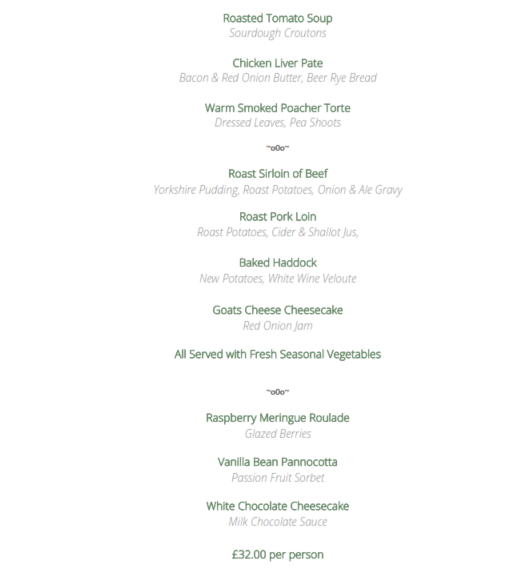 Roasted Tomato Soup
Sourdough Croutons
Chicken Liver Pate
Bacon & Red Onion Butter, Beer Rye Bread
Warm Smoked Poacher Torte
Dressed Leaves, Pea Shoots
~o0o~
Roast Sirloin of Beef
Yorkshire Pudding, Roast Potatoes, Onion & Ale Gravy
Roast Pork Loin
Roast Potatoes, Cider & Shallot Jus,
Baked Haddock
New Potatoes, White Wine Veloute
Goats Cheese Cheesecake
Red Onion Jam
All Served with Fresh Seasonal Vegetables
~o0o~
Raspberry Meringue Roulade
Glazed Berries
Vanilla Bean Pannocotta
Passion Fruit Sorbet
White Chocolate Cheesecake
Milk Chocolate Sauce
£32.00 per person